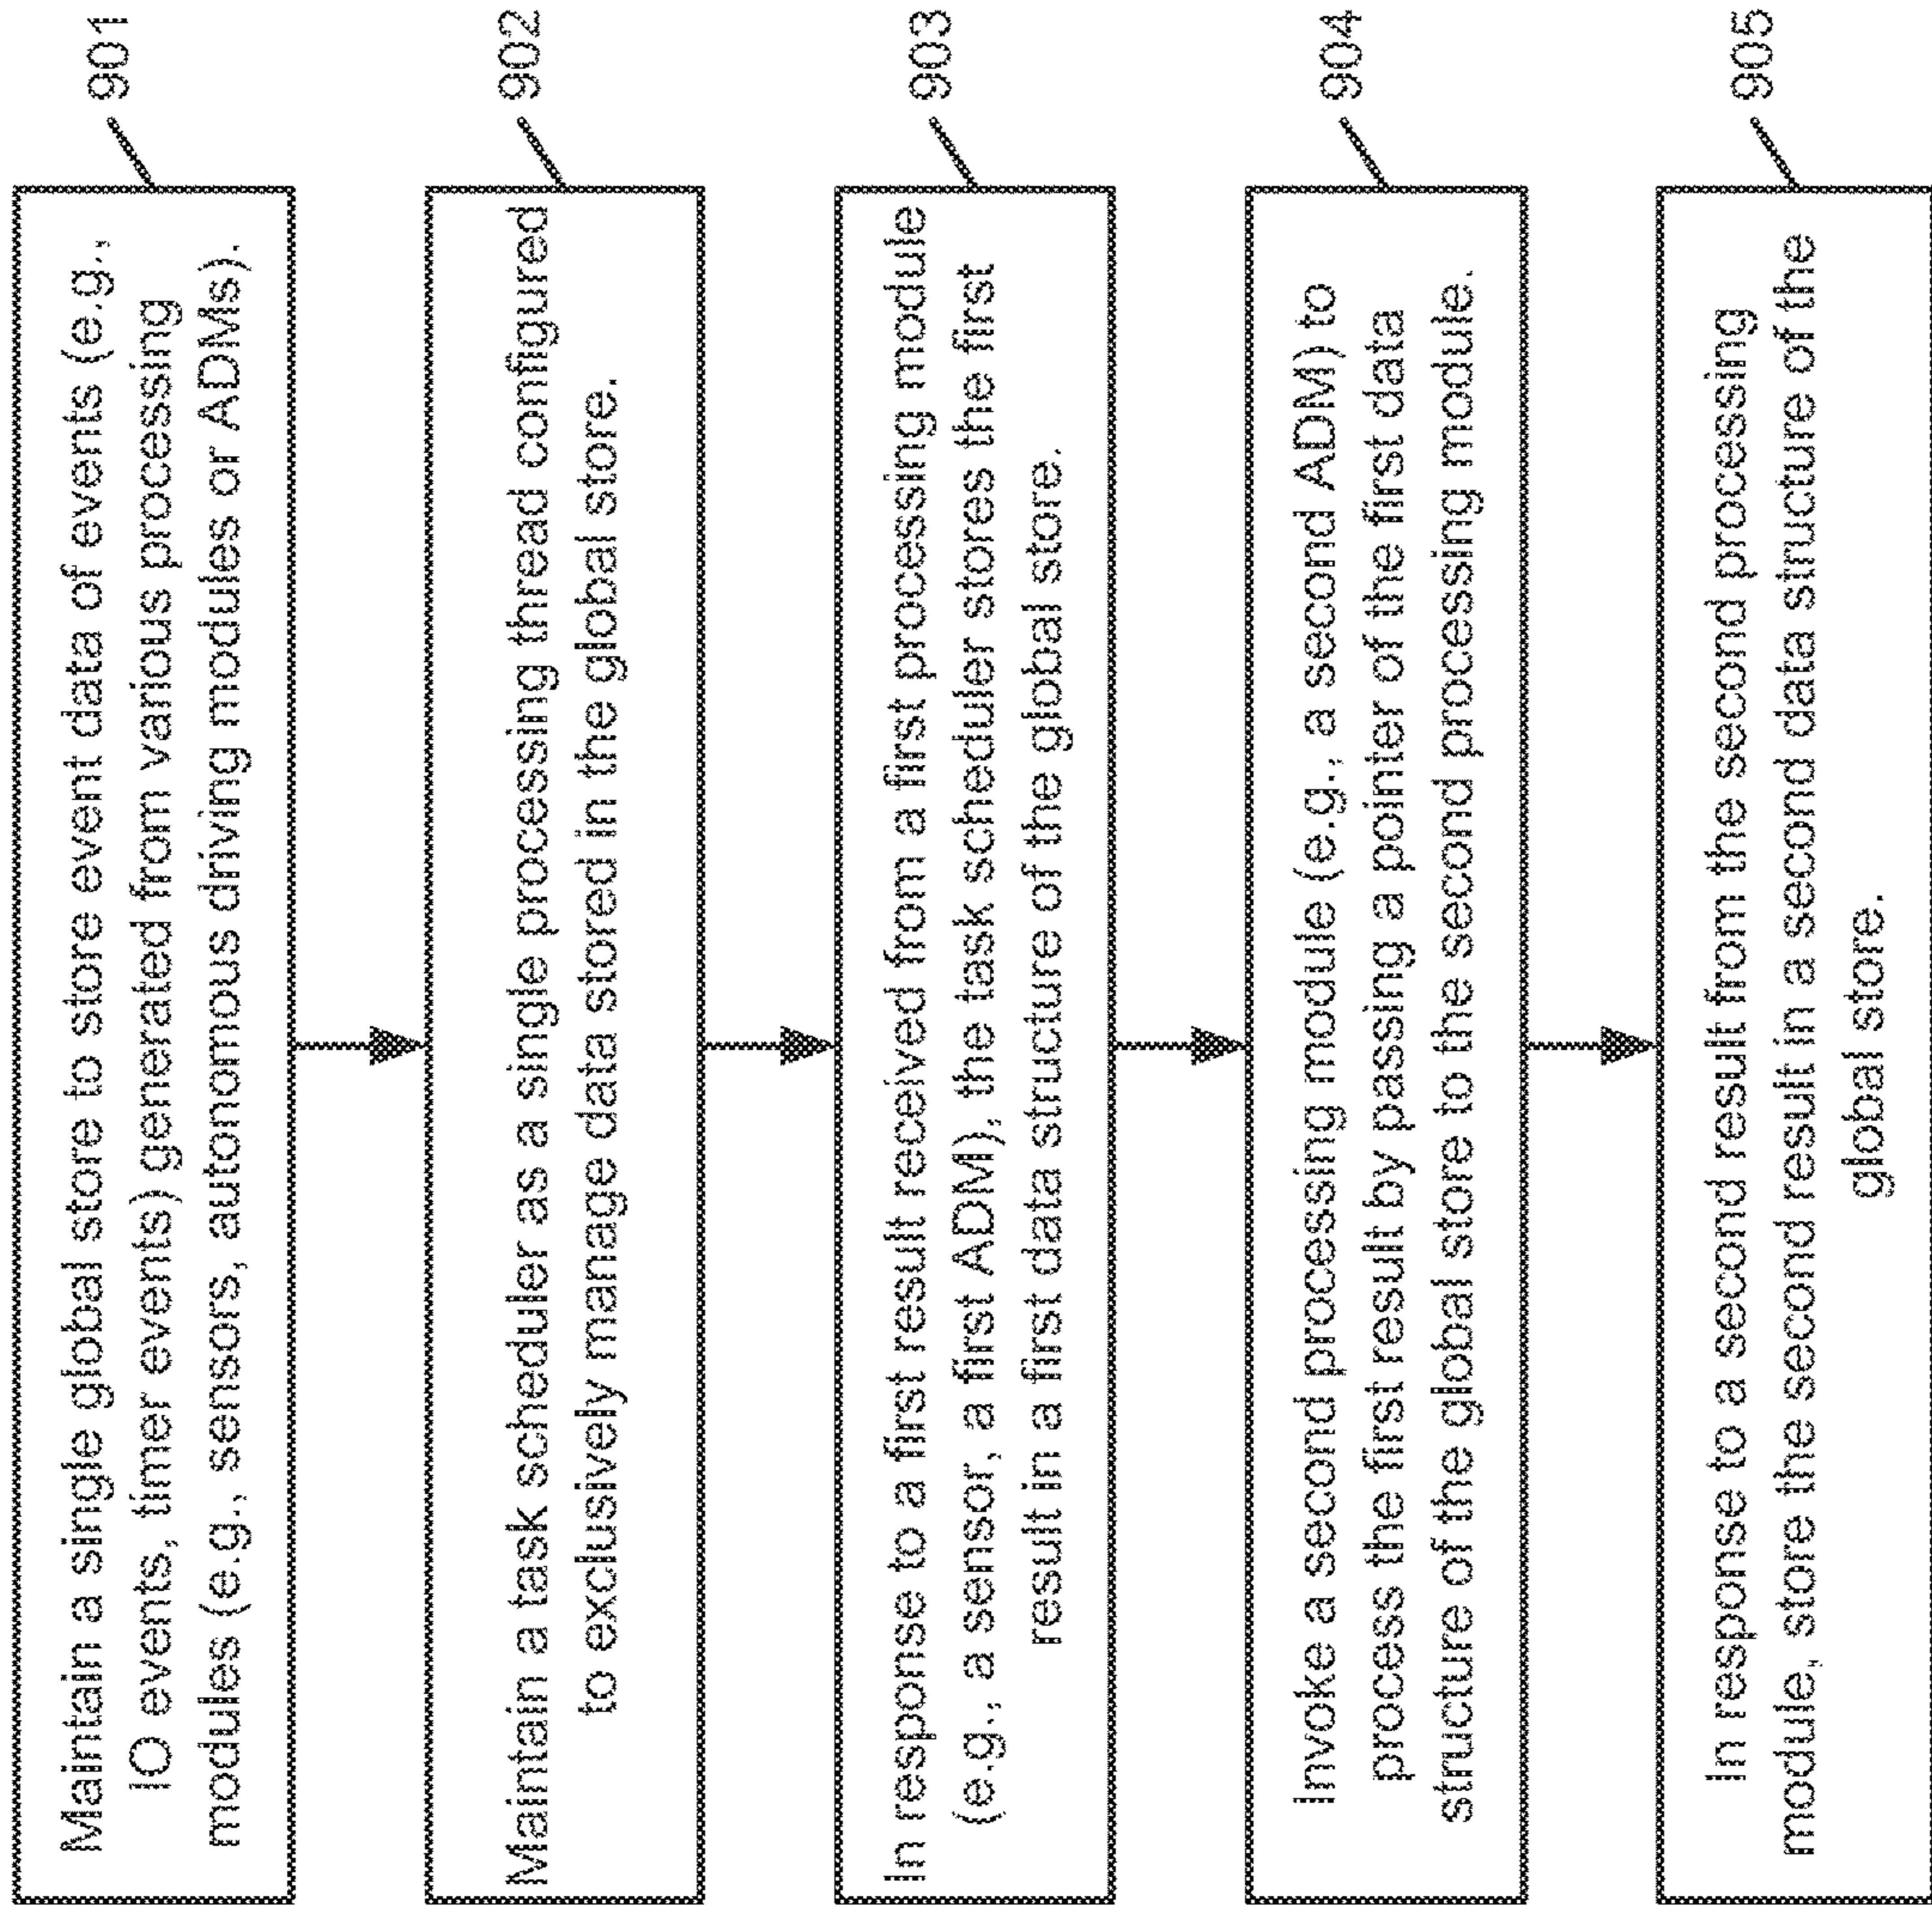 Maintain a single global store to store event data of events (e.g.,
IO events, timer events) generated from various processing
modules (e.g., sensors, autonomous driving modules or ADMs).
901
Maintain a task scheduler as a single processing thread configured
to exclusively manage data stored in the global store.
902
In response to a first result received from a first processing module
(e.g., a sensor, a first ADM), the task scheduler stores the first
result in a first data structure of the global store.
903
Invoke a second processing module (e.g., a second ADM) to
process the first result by passing a pointer of the first data
structure of the global store to the second processing module.
904
In response to a second result from the second processing
module, store the second result in a second data structure of the
global store.
905